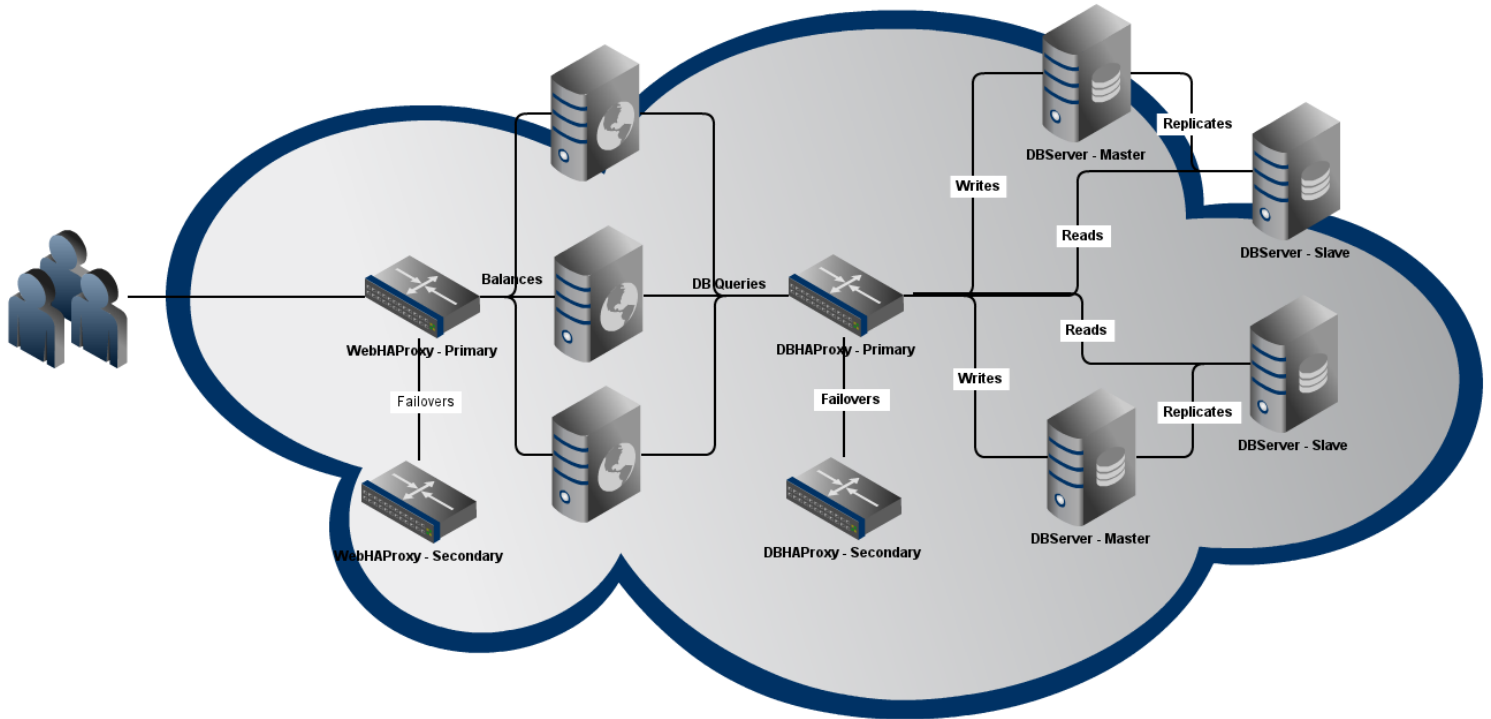 DBServer - Master
Replicates
Writes
Reads
DBServer - Slave
Balances
DB Queries
WebHAProxy - Primary
DBHAProxy - Primary
Reads
Failovers
Failovers
Writes
Replicates
DBServer - Slave
WebHAProxy - Secondary
DBHAProxy - Secondary
DBServer - Master